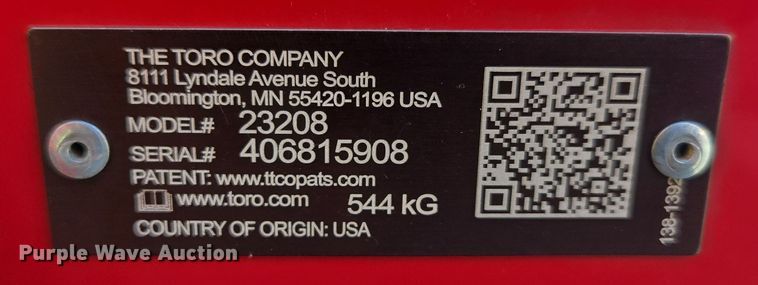 THE TORO COMPANY
8111 Lyndale Avenue South
Bloomington, MN 55420-1196 USA
MODEL# 23208
SERIAL# 406815908
PATENT: www.ttcopats.com
www.toro.com 544 kG
COUNTRY OF ORIGIN: USA
Purple Wave Auction